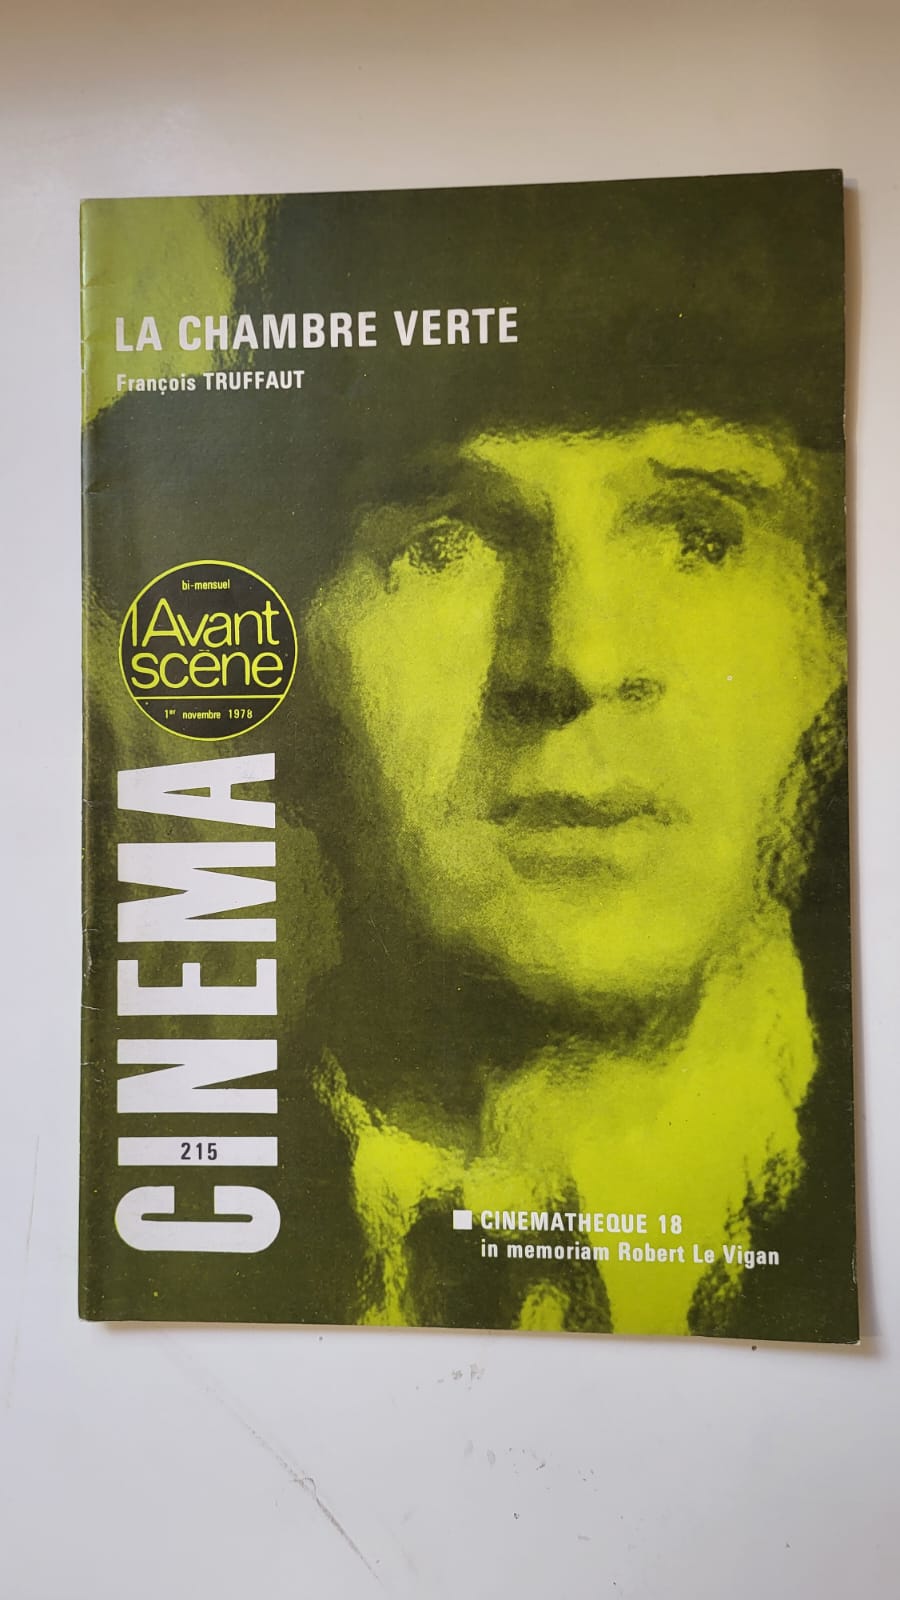 LA CHAMBRE VERTE
François TRUFFAUT
bi-mensuel
l'Avant
scène
1er novembre 1978
CINEMA
215
CINEMATHEQUE 18
in memoriam Robert Le Vigan